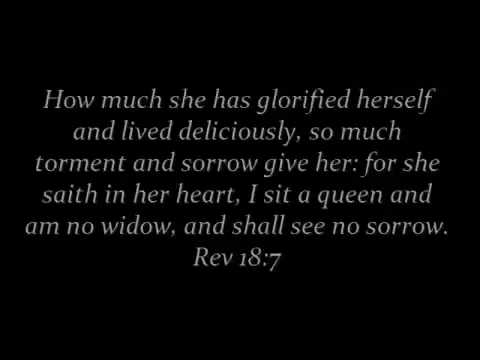 How much she has glorified herself
and lived deliciously, so much
torment and sorrow give her: for she
saith in her heart, I sit a queen and
am no widow, and shall see no sorrow.
Rev 18:7